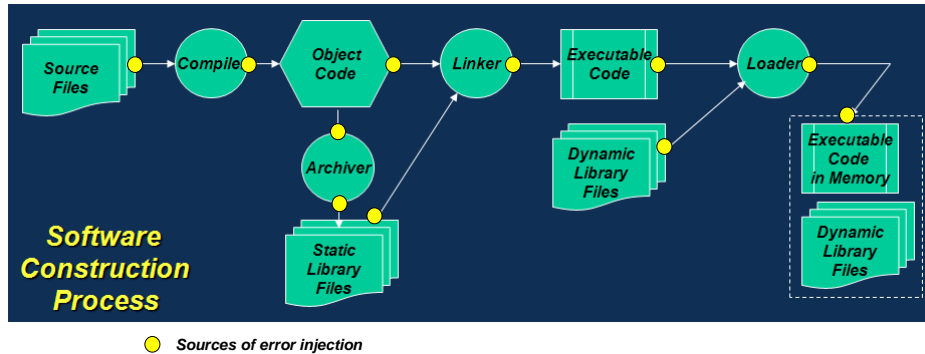 Source
Files
Compile
Object
Code
Linker
Executable
Code
Loader
Archiver
Dynamic
Library
Files
Executable
Code
in Memory
Static
Library
Files
Dynamic
Library
Files
Software
Construction
Process
Sources of error injection